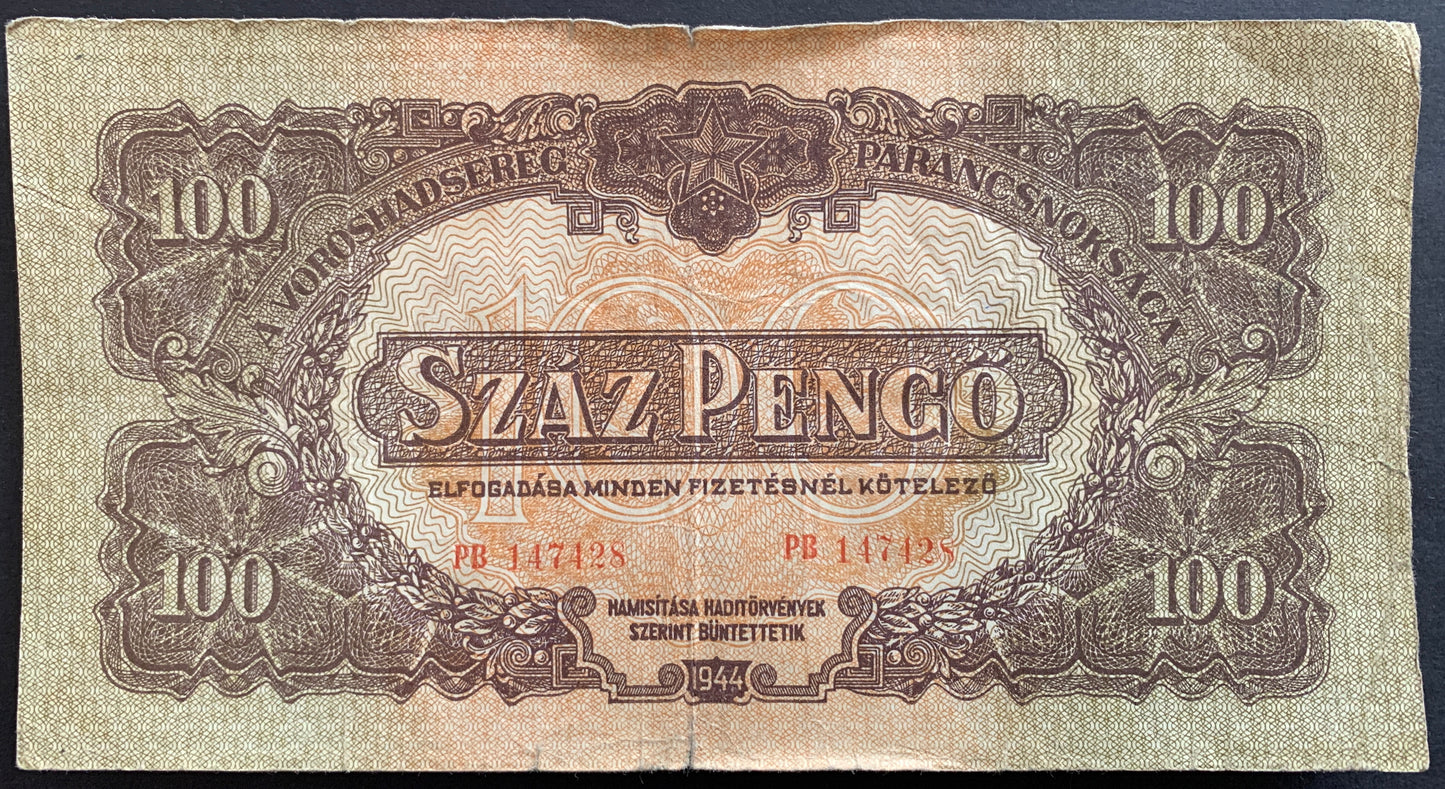 A VÖRÖSHADSEREG PARANCSNOKSÁGA
100 100
100
SZÁZ PENGŐ
ELFOGADÁSA MINDEN FIZETÉSNÉL KÖTELEZŐ
PB 147428 PB 147428
100 100
HAMISÍTÁSA HADITÖRVÉNYEK
SZERINT BÜNTETTETIK
1944